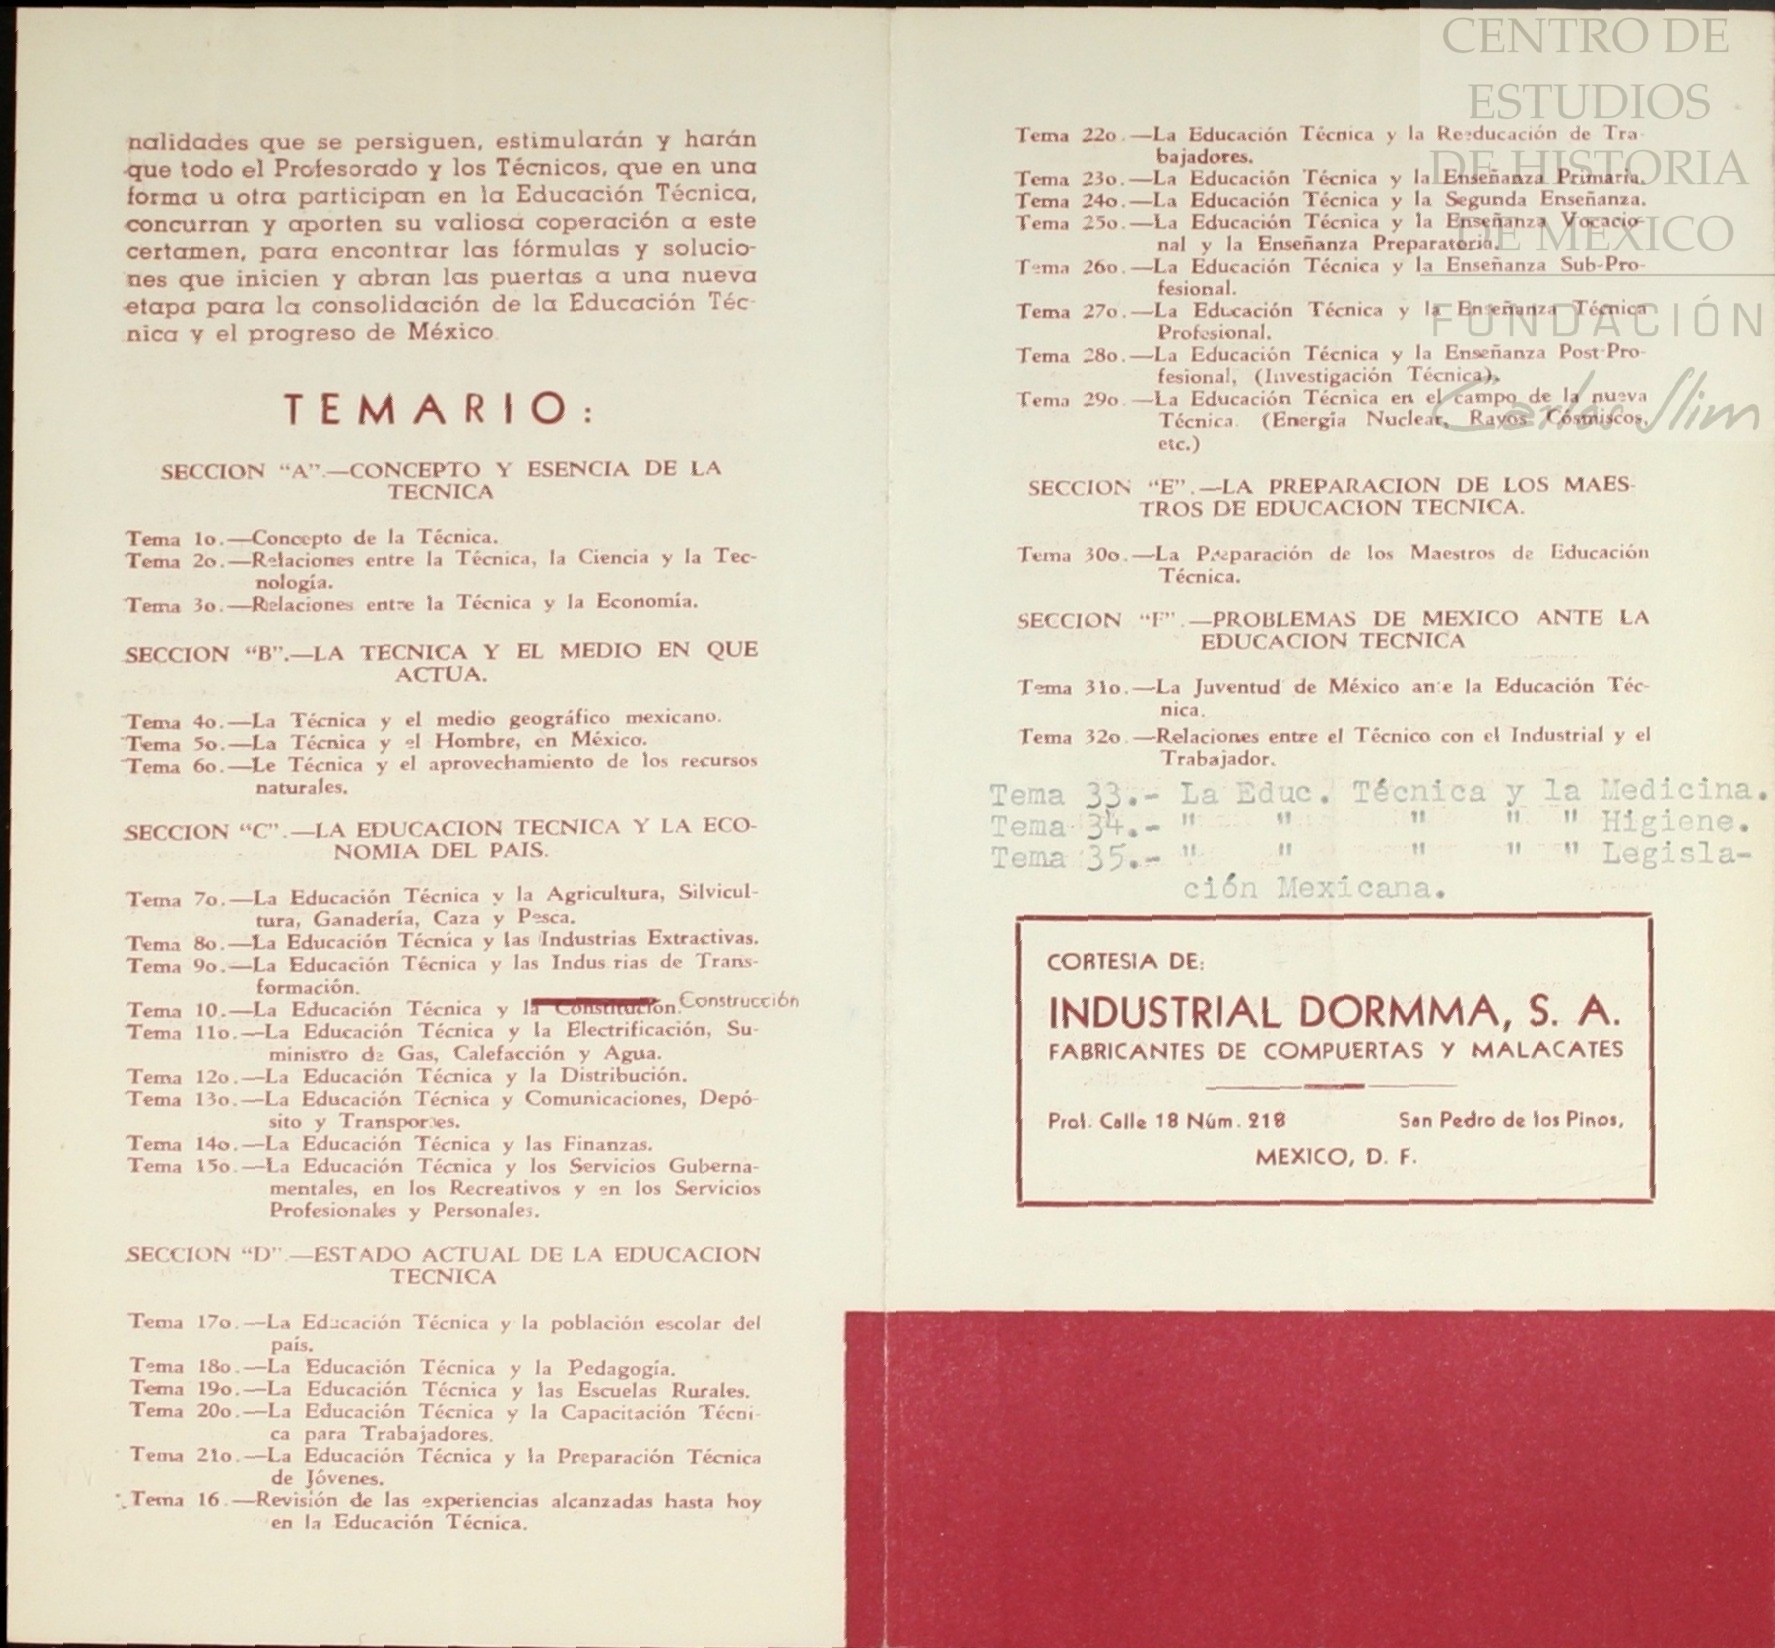 nalidades que se persiguen, estimularán y harán
que todo el Profesorado y los Técnicos, que en una
forma u otra participan en la Educación Técnica,
concurran y aporten su valiosa coperación a este
certamen, para encontrar las fórmulas y solucio-
nes que inicien y abran las puertas a una nueva
etapa para la consolidación de la Educación Téc-
nica y el progreso de México.
TEMARIO:
SECCION "A".—CONCEPTO Y ESENCIA DE LA
TECNICA
Tema 1o.—Concepto de la Técnica.
Tema 2o.—Relaciones entre la Técnica, la Ciencia y la Tec-
nología.
Tema 3o.—Relaciones entre la Técnica y la Economía.
SECCION "B".—LA TECNICA Y EL MEDIO EN QUE
ACTUA.
Tema 4o.—La Técnica y el medio geográfico mexicano.
Tema 5o.—La Técnica y el Hombre, en México.
Tema 6o.—Le Técnica y el aprovechamiento de los recursos
naturales.
SECCION "C".—LA EDUCACION TECNICA Y LA ECO-
NOMIA DEL PAIS.
Tema 7o.—La Educación Técnica y la Agricultura, Silvicul-
tura, Ganadería, Caza y Pesca.
Tema 8o.—La Educación Técnica y las Industrias Extractivas.
Tema 9o.—La Educación Técnica y las Indus rias de Trans-
formación.
Tema 10.—La Educación Técnica y la Constitución. Construcción
Tema 11o.—La Educación Técnica y la Electrificación, Su-
ministro de Gas, Calefacción y Agua.
Tema 12o.—La Educación Técnica y la Distribución.
Tema 13o.—La Educación Técnica y Comunicaciones, Depó-
sito y Transportes.
Tema 14o.—La Educación Técnica y las Finanzas.
Tema 15o.—La Educación Técnica y los Servicios Guberna-
mentales, en los Recreativos y en los Servicios
Profesionales y Personales.
SECCION "D".—ESTADO ACTUAL DE LA EDUCACION
TECNICA
Tema 17o.—La Educación Técnica y la población escolar del
país.
Tema 18o.—La Educación Técnica y la Pedagogía.
Tema 19o.—La Educación Técnica y las Escuelas Rurales.
Tema 20o.—La Educación Técnica y la Capacitación Técni-
ca para Trabajadores.
Tema 21o.—La Educación Técnica y la Preparación Técnica
de Jóvenes.
Tema 16.—Revisión de las experiencias alcanzadas hasta hoy
en la Educación Técnica.
Tema 22o.—La Educación Técnica y la Reeducación de Tra-
bajadores.
Tema 23o.—La Educación Técnica y la Enseñanza Primaria.
Tema 24o.—La Educación Técnica y la Segunda Enseñanza.
Tema 25o.—La Educación Técnica y la Enseñanza Vocacio-
nal y la Enseñanza Preparatoria.
Tema 26o.—La Educación Técnica y la Enseñanza Sub-Pro-
fesional.
Tema 27o.—La Educación Técnica y la Enseñanza Técnica
Profesional.
Tema 28o.—La Educación Técnica y la Enseñanza Post-Pro-
fesional, (Investigación Técnica).
Tema 29o.—La Educación Técnica en el campo de la nueva
Técnica. (Energía Nuclear, Rayos Cósmiscos,
etc.)
SECCION "E".—LA PREPARACION DE LOS MAES-
TROS DE EDUCACION TECNICA.
Tema 30o.—La Preparación de los Maestros de Educación
Técnica.
SECCION "F".—PROBLEMAS DE MEXICO ANTE LA
EDUCACION TECNICA
Tema 31o.—La Juventud de México ante la Educación Téc-
nica.
Tema 32o.—Relaciones entre el Técnico con el Industrial y el
Trabajador.
Tema 33.- La Educ. Técnica y la Medicina.
Tema 34.- " " " " " Higiene.
Tema 35.- " " " " " Legisla-
ción Mexicana.
CORTESIA DE:
INDUSTRIAL DORMMA, S. A.
FABRICANTES DE COMPUERTAS Y MALACATES
Prol. Calle 18 Núm. 218 San Pedro de los Pinos,
MEXICO, D. F.
CENTRO DE
ESTUDIOS
DE HISTORIA
DE MEXICO
FUNDACIÓN
Carlos Slim